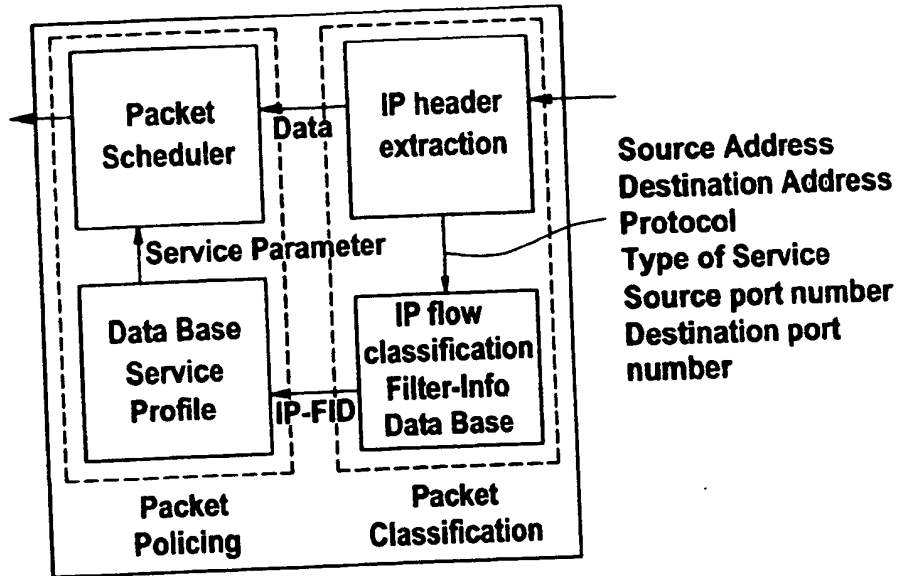 Packet
Scheduler
Data
IP header
extraction
Source Address
Destination Address
Protocol
Type of Service
Source port number
Destination port
number
Service Parameter
Data Base
Service
Profile
IP-FID
IP flow
classification
Filter-Info
Data Base
Packet
Policing
Packet
Classification